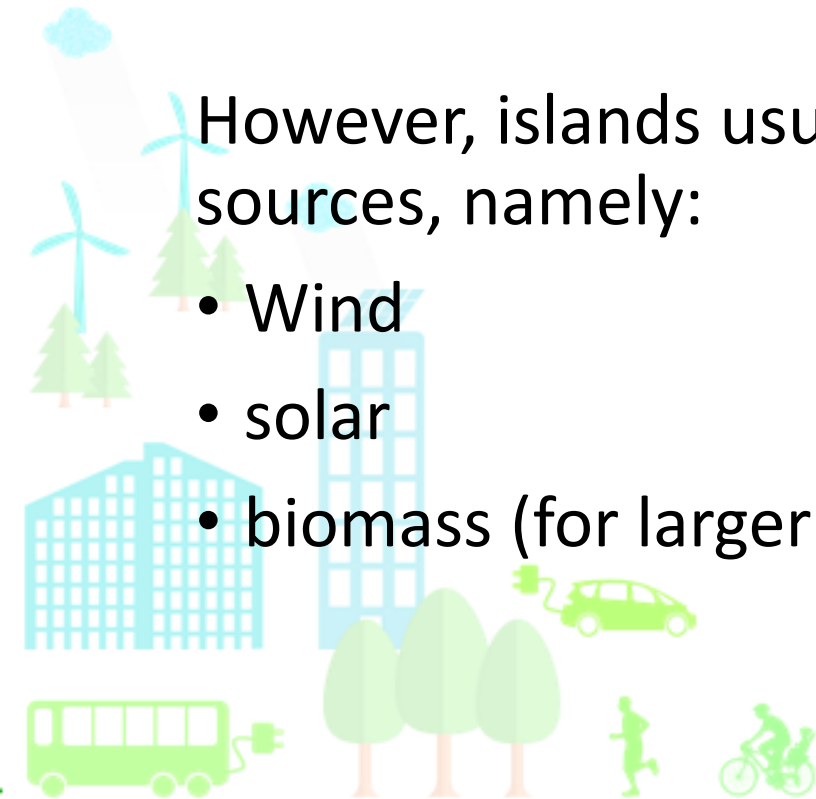 However, islands usu
sources, namely:
• Wind
• solar
• biomass (for larger